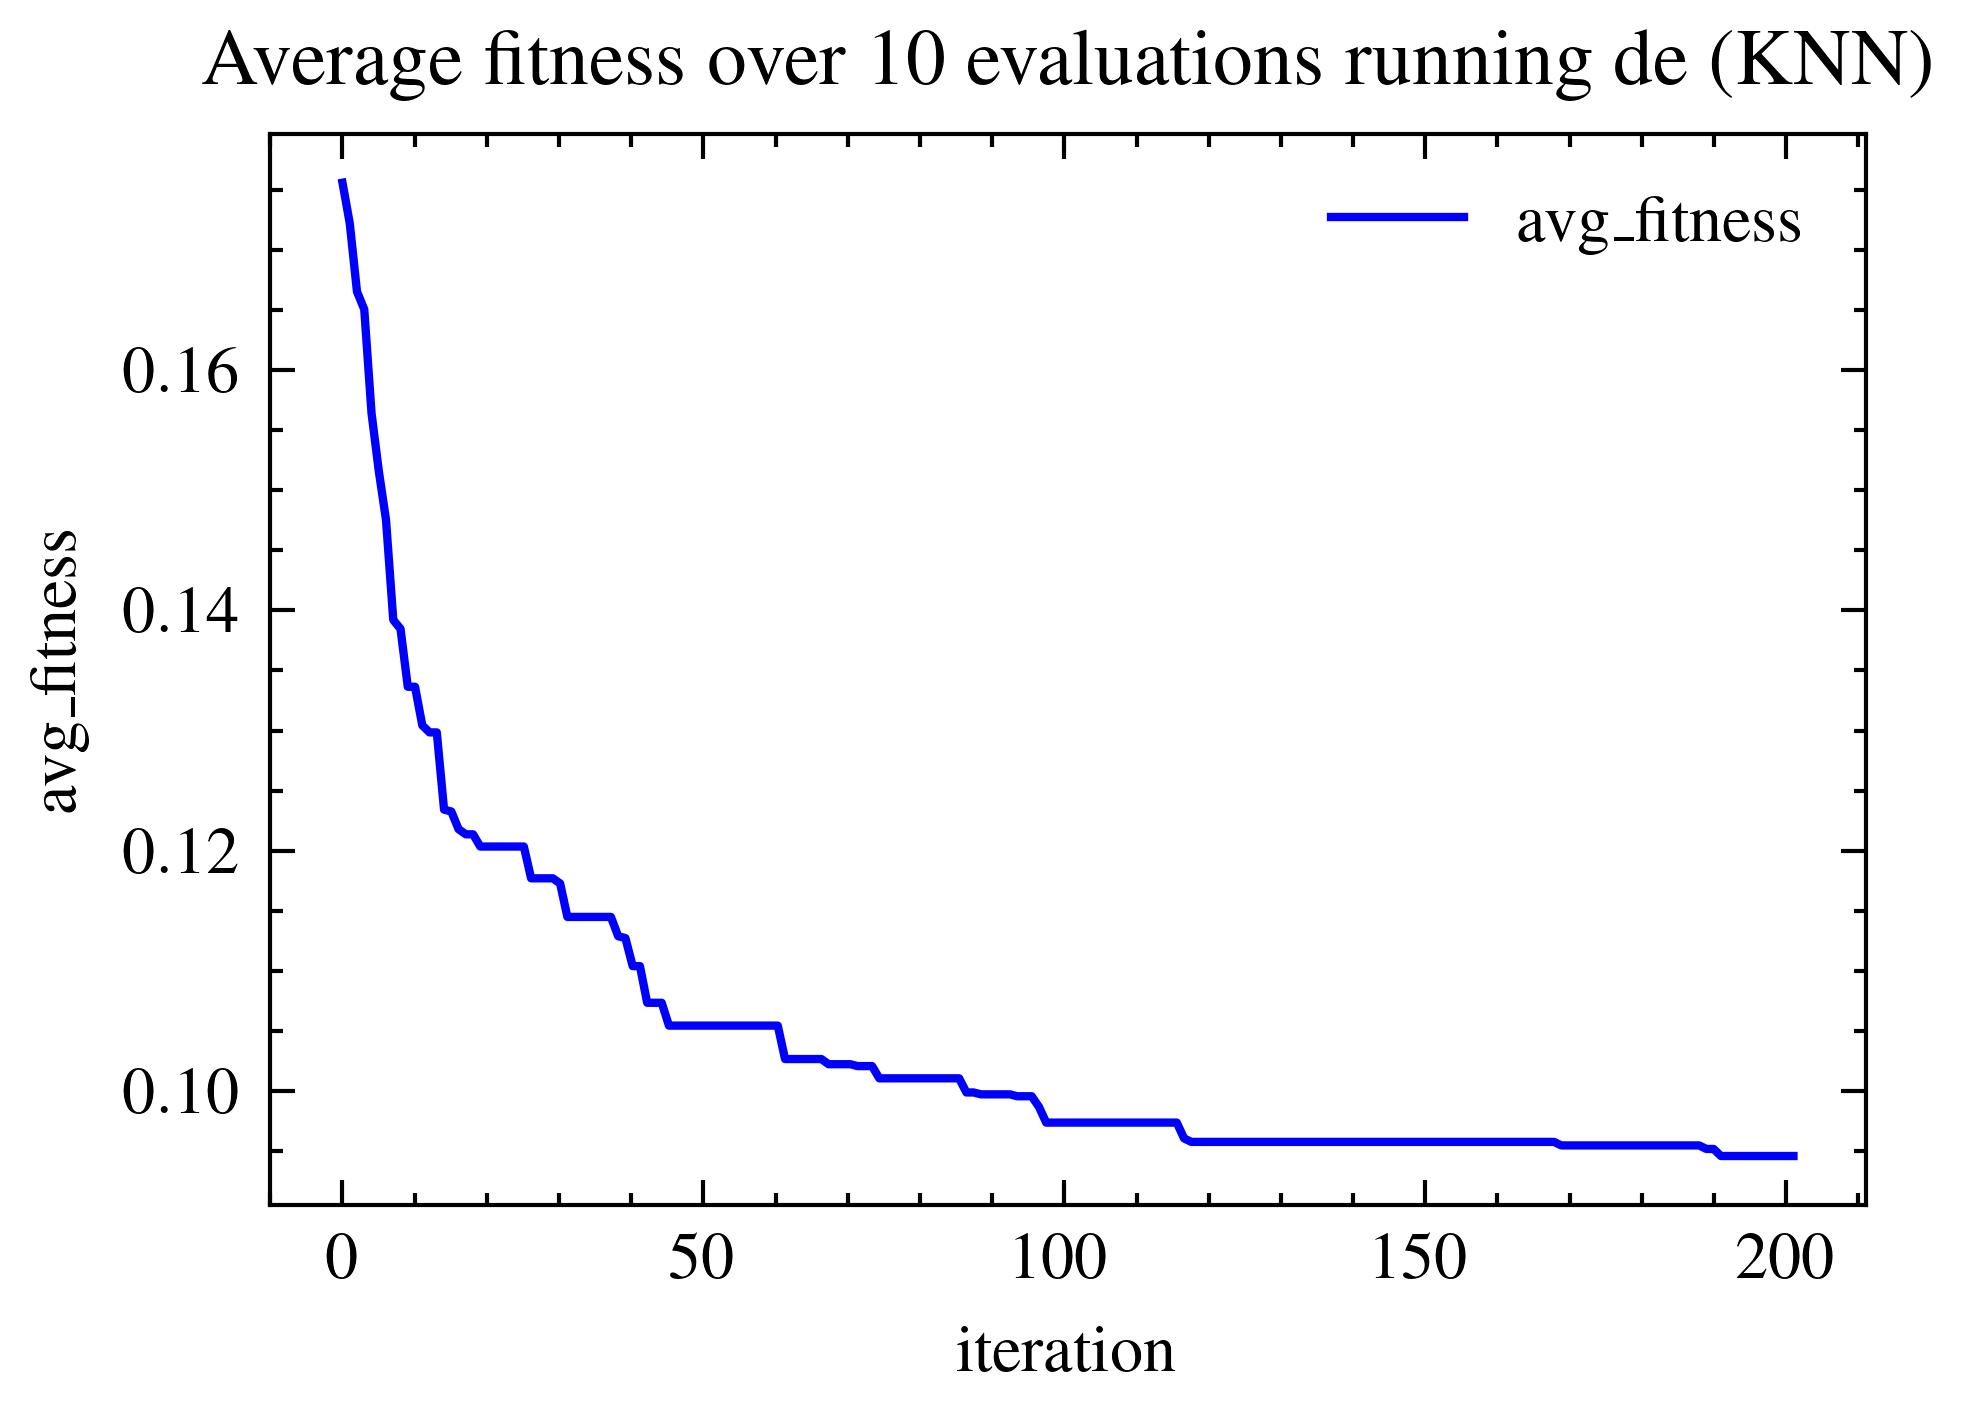 Average fitness over 10 evaluations running de (KNN)
avg_fitness
avg_fitness
0.16
0.14
0.12
0.10
0 50 100 150 200
iteration